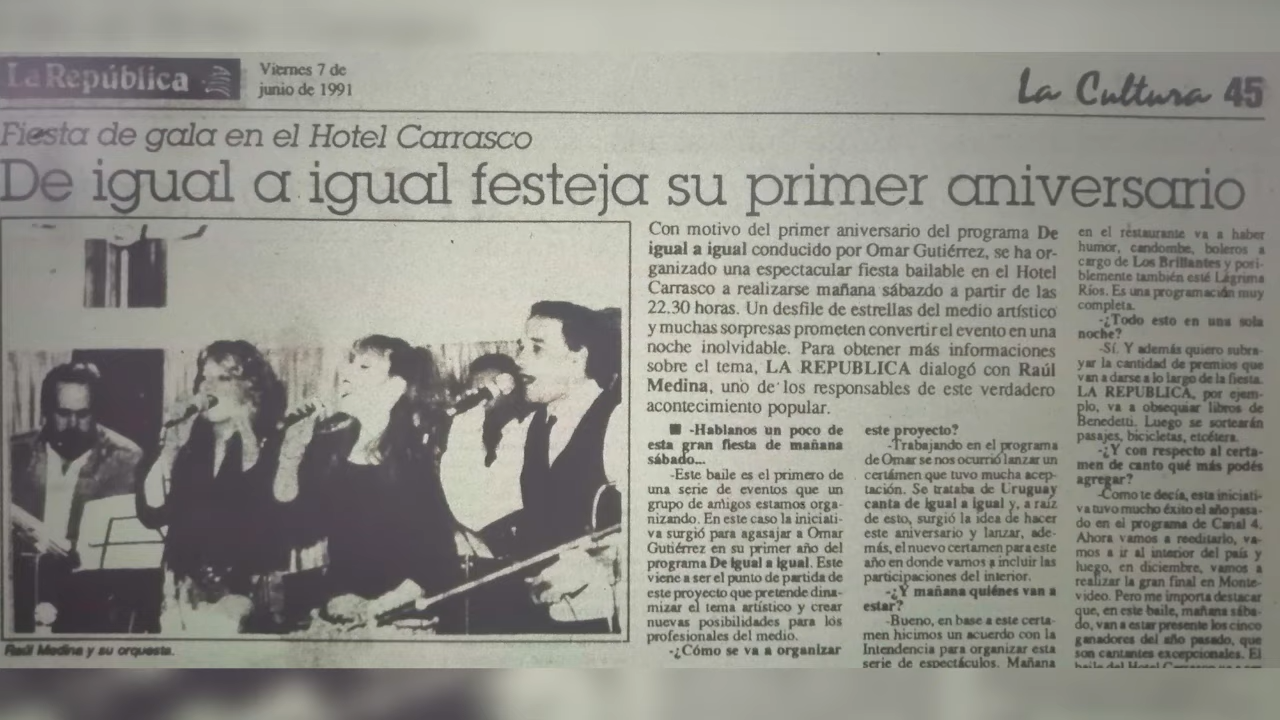 La República
Viernes 7 de
junio de 1991
La Cultura 45
Fiesta de gala en el Hotel Carrasco
De igual a igual festeja su primer aniversario
Raúl Medina y su orquesta.
Con motivo del primer aniversario del programa De
igual a igual conducido por Omar Gutiérrez, se ha or-
ganizado una espectacular fiesta bailable en el Hotel
Carrasco a realizarse mañana sábazdo a partir de las
22.30 horas. Un desfile de estrellas del medio artístico
y muchas sorpresas prometen convertir el evento en una
noche inolvidable. Para obtener más informaciones
sobre el tema, LA REPUBLICA dialogó con Raúl
Medina, uno de los responsables de este verdadero
acontecimiento popular.
■ -Hablanos un poco de
esta gran fiesta de mañana
sábado...
-Este baile es el primero de
una serie de eventos que un
grupo de amigos estamos orga-
nizando. En este caso la iniciati-
va surgió para agasajar a Omar
Gutiérrez en su primer año del
programa De igual a igual. Este
viene a ser el punto de partida de
este proyecto que pretende dina-
mizar el tema artístico y crear
nuevas posibilidades para los
profesionales del medio.
-¿Cómo se va a organizar
este proyecto?
-Trabajando en el programa
de Omar se nos ocurrió lanzar un
certámen que tuvo mucha acep-
tación. Se trataba de Uruguay
canta de igual a igual y, a raíz
de esto, surgió la idea de hacer
este aniversario y lanzar, ade-
más, el nuevo certamen para este
año en donde vamos a incluir las
participaciones del interior.
-¿Y mañana quiénes van a
estar?
-Bueno, en base a este certa-
men hicimos un acuerdo con la
Intendencia para organizar esta
serie de espectáculos. Mañana
en el restaurante va a haber
humor, candombe, boleros a
cargo de Los Brillantes y posi-
blemente también esté Lágrima
Ríos. Es una programación muy
completa.
-¿Todo esto en una sola
noche?
-Sí. Y además quiero subra-
yar la cantidad de premios que
van a darse a lo largo de la fiesta.
LA REPUBLICA, por ejem-
plo, va a obsequiar libros de
Benedetti. Luego se sortearán
pasajes, bicicletas, etcétera.
-¿Y con respecto al certa-
men de canto qué más podés
agregar?
-Como te decía, esta iniciati-
va tuvo mucho éxito el año pasa-
do en el programa de Canal 4.
Ahora vamos a reeditarlo, va-
mos a ir al interior del país y
luego, en diciembre, vamos a
realizar la gran final en Monte-
video. Pero me importa destacar
que, en este baile, mañana sába-
do, van a estar presente los cinco
ganadores del año pasado, que
son cantantes excepcionales. El
baile del Hotel Carrasco